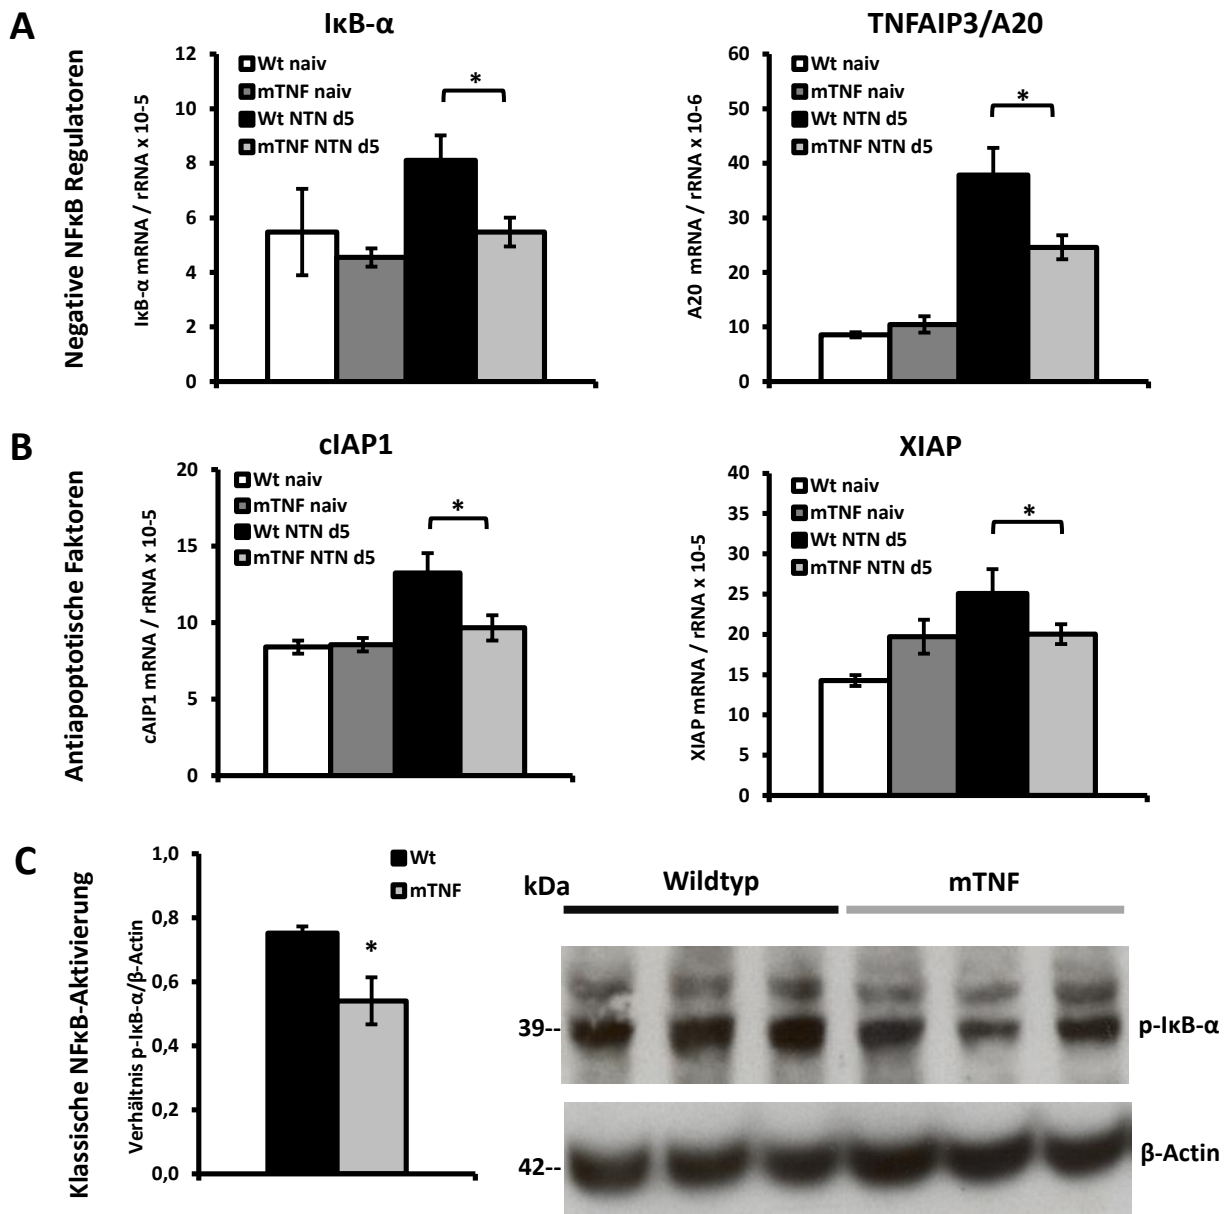 A
Negative NFκB Regulatoren
IκB-α
IκB-α mRNA / rRNA x 10-5
12
10
8
6
4
2
0
Wt naiv
mTNF naiv
Wt NTN d5
mTNF NTN d5
*
TNFAIP3/A20
A20 mRNA / rRNA x 10-6
60
50
40
30
20
10
0
Wt naiv
mTNF naiv
Wt NTN d5
mTNF NTN d5
*
B
Antiapoptotische Faktoren
cIAP1
cAIP1 mRNA / rRNA x 10-5
20
15
10
5
0
Wt naiv
mTNF naiv
Wt NTN d5
mTNF NTN d5
*
XIAP
XIAP mRNA / rRNA x 10-5
40
35
30
25
20
15
10
5
0
Wt naiv
mTNF naiv
Wt NTN d5
mTNF NTN d5
*
C
Klassische NFκB-Aktivierung
Verhältnis p-IκB-α/β-Actin
1,0
0,8
0,6
0,4
0,2
0,0
Wt
mTNF
*
kDa
Wildtyp
mTNF
39--
p-IκB-α
42--
β-Actin